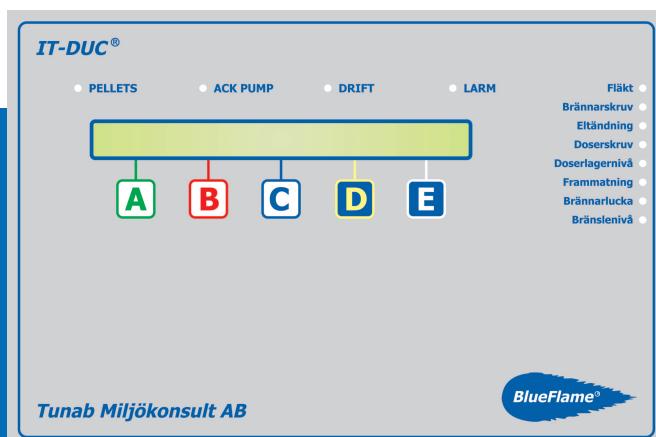 IT-DUC®
PELLETS ACK PUMP DRIFT LARM
Fläkt
Brännarskruv
Eltändning
Doserskruv
Doserlagernivå
Frammatning
Brännarlucka
Bränslenivå
A B C D E
BlueFlame®
Tunab Miljökonsult AB